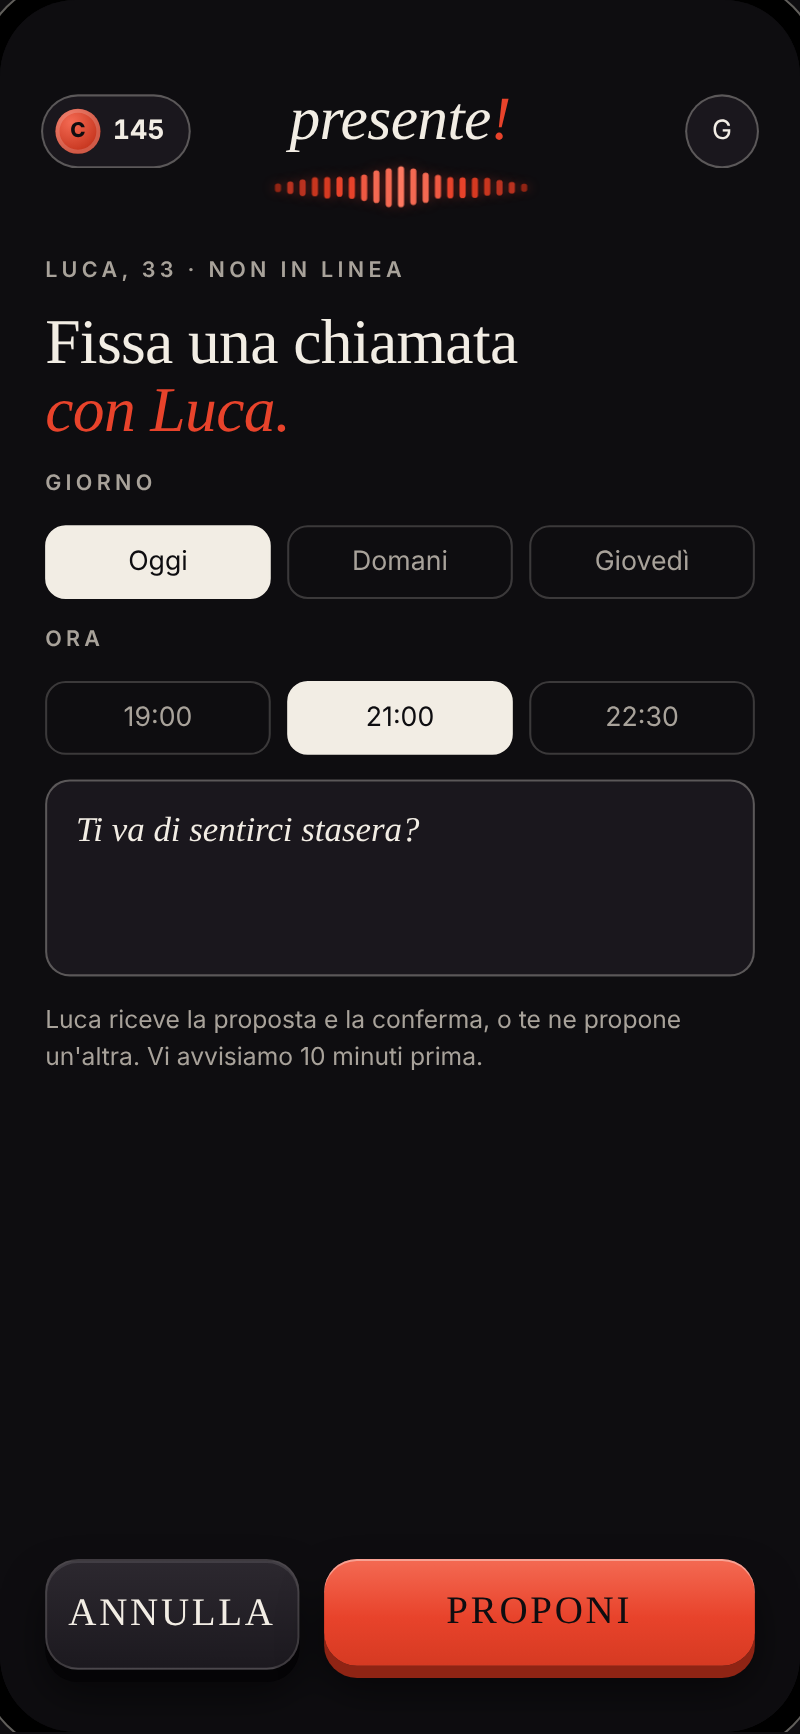 C 145
presente!
G
LUCA, 33 · NON IN LINEA
Fissa una chiamata
con Luca.
GIORNO
Oggi
Domani
Giovedì
ORA
19:00
21:00
22:30
Ti va di sentirci stasera?
Luca riceve la proposta e la conferma, o te ne propone
un'altra. Vi avvisiamo 10 minuti prima.
ANNULLA
PROPONI